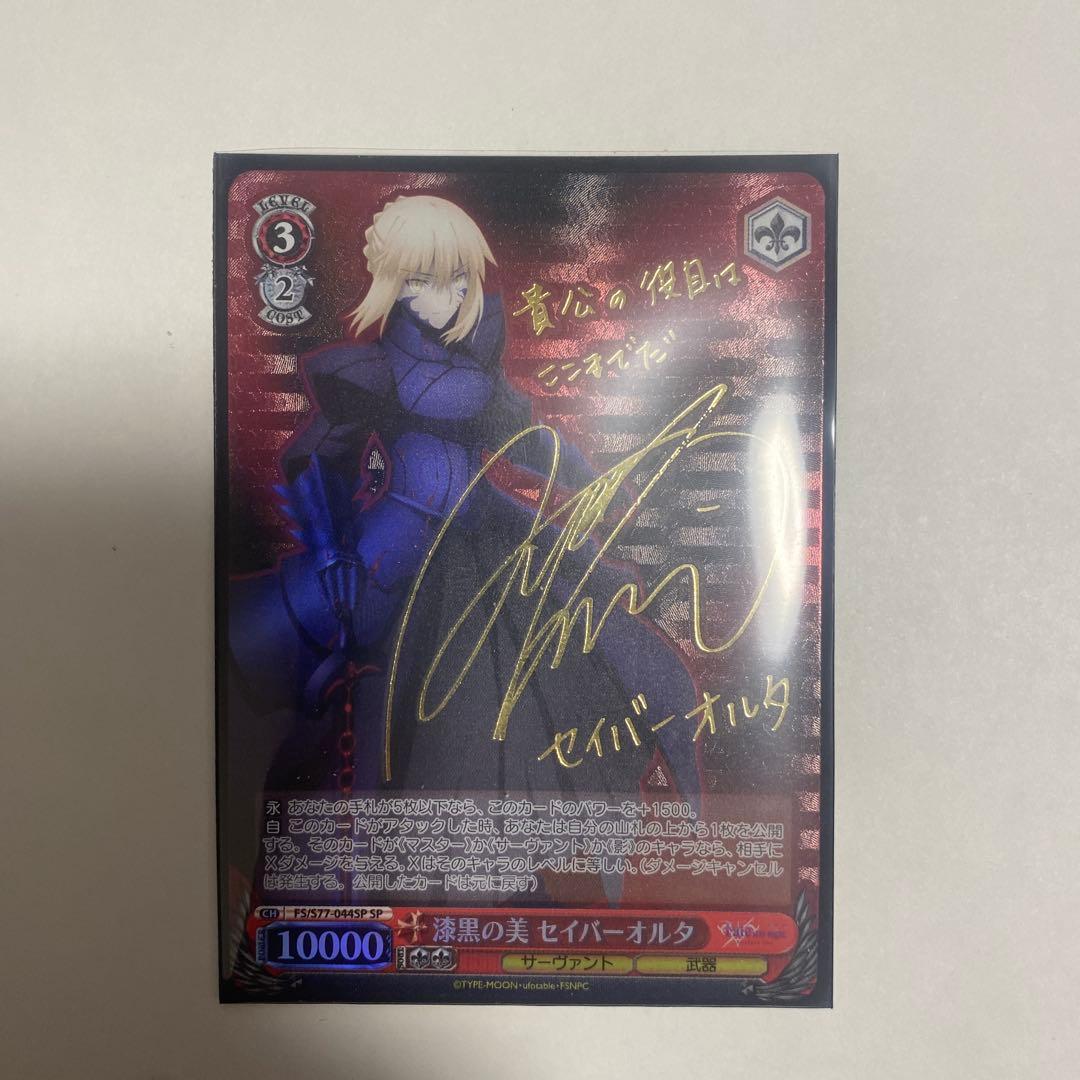 LEVEL
3
2
COST
貴公の役目は
ここまでだ
セイバーオルタ
永 あなたの手札が5枚以下なら、このカードのパワーを+1500。
自 このカードがアタックした時、あなたは自分の山札の上から1枚を公開
する。そのカードが《マスター》か《サーヴァント》か《影》のキャラなら、相手に
Xダメージを与える。Xはそのキャラのレベルに等しい。(ダメージキャンセル
は発生する。公開したカードは元に戻す)
CH FS/S77-044SP SP
POWER 10000 漆黒の美 セイバーオルタ
SOUL サーヴァント 武器
©TYPE-MOON・ufotable・FSNPC